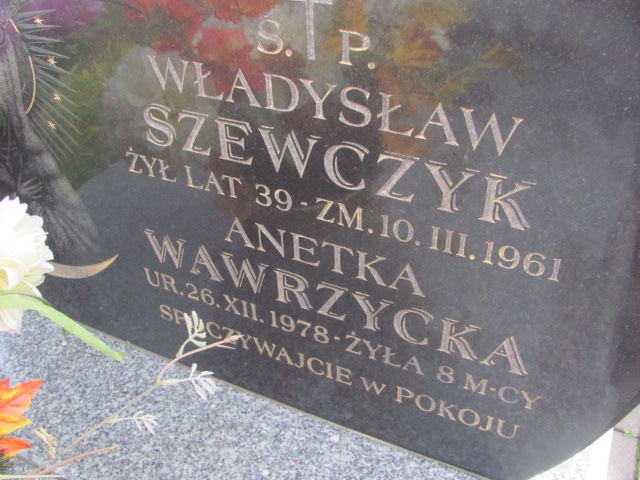 S. P.
WŁADYSŁAW
SZEWCZYK
ŻYŁ LAT 39 - ZM. 10. III. 1961
ANETKA
WAWRZYCKA
UR. 26. XII. 1978 - ŻYŁA 8 M-CY
SPOCZYWAJCIE W POKOJU